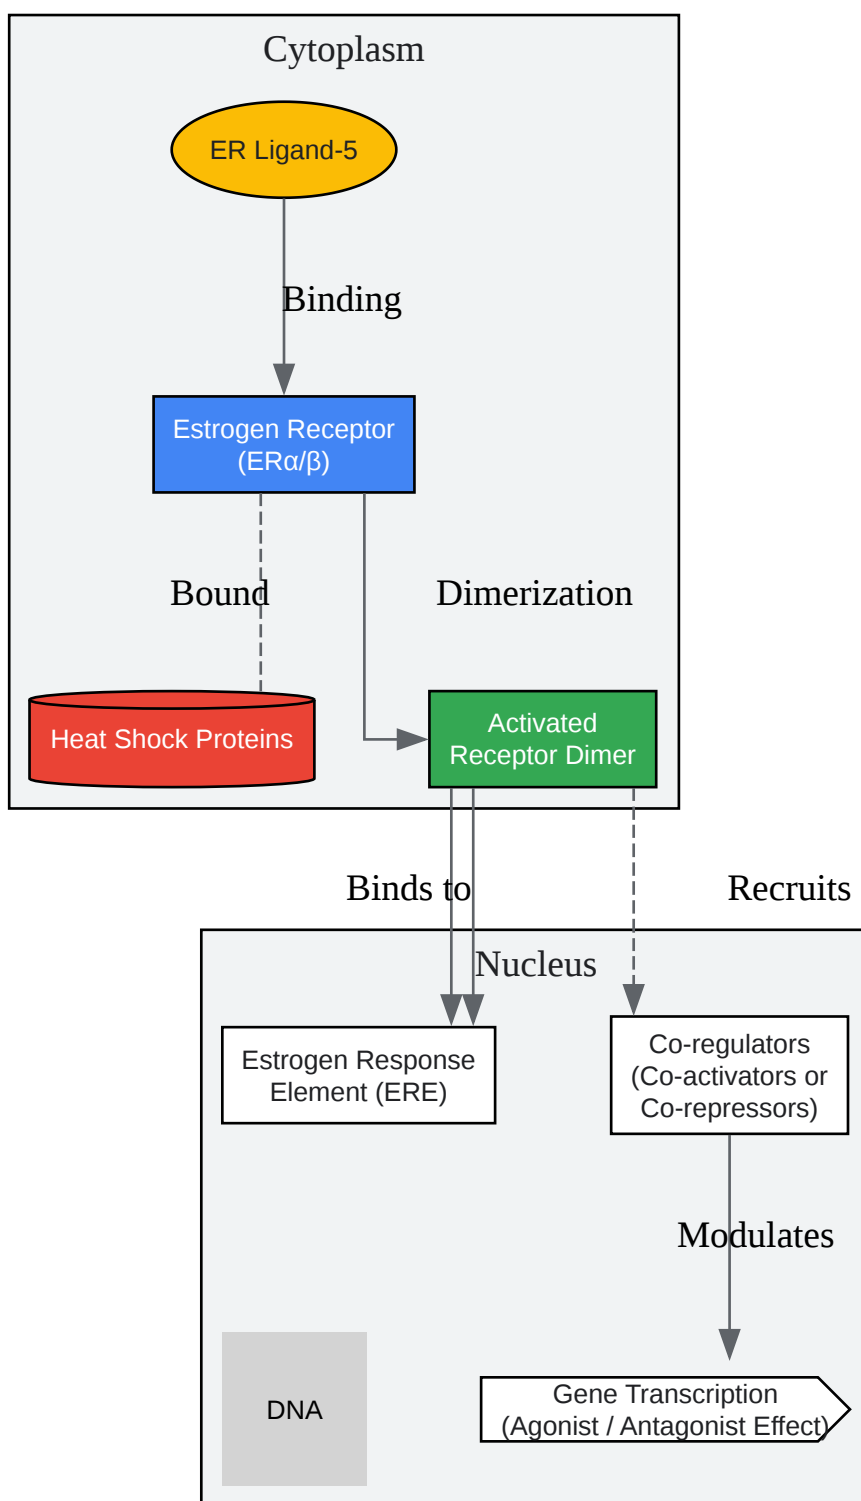 Cytoplasm
ER Ligand-5
Binding
Estrogen Receptor
(ERα/β)
Bound
Dimerization
Heat Shock Proteins
Activated
Receptor Dimer
Binds to
Recruits
Nucleus
Estrogen Response
Element (ERE)
Co-regulators
(Co-activators or
Co-repressors)
Modulates
DNA
Gene Transcription
(Agonist / Antagonist Effect)